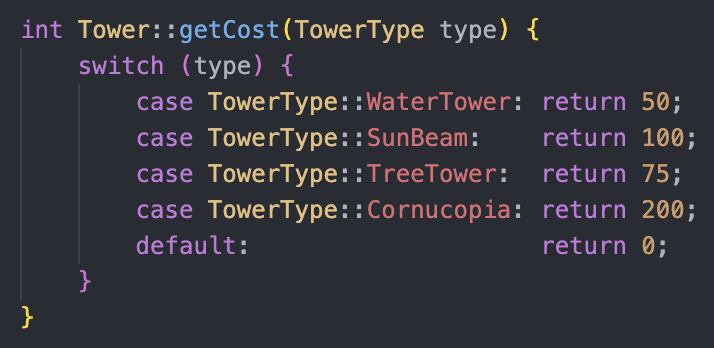 int Tower::getCost(TowerType type) {
    switch (type) {
        case TowerType::WaterTower: return 50;
        case TowerType::SunBeam:    return 100;
        case TowerType::TreeTower:  return 75;
        case TowerType::Cornucopia: return 200;
        default:                    return 0;
    }
}